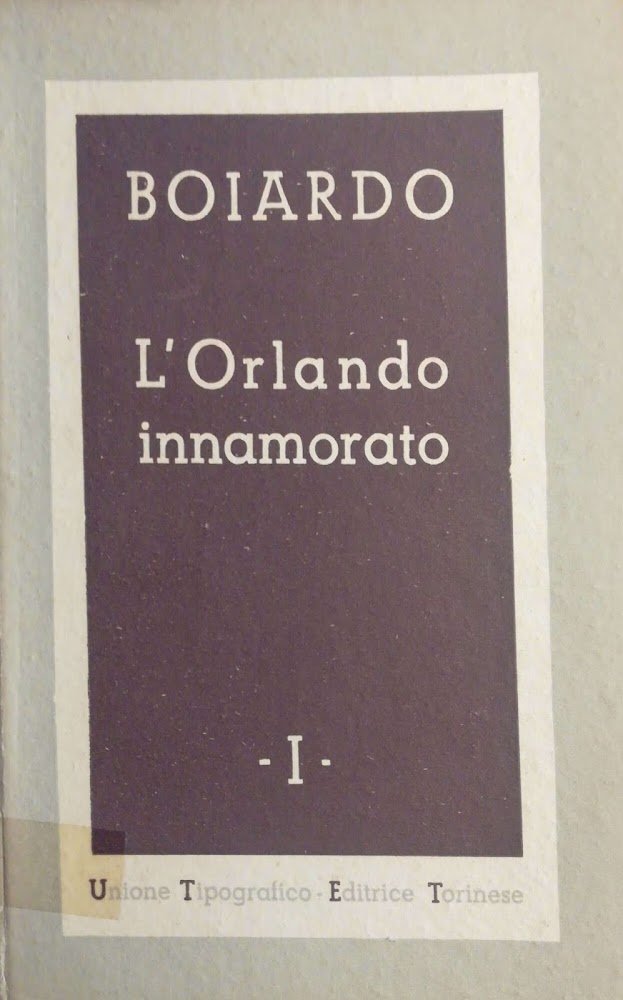 BOIARDO
L'Orlando
innamorato
- I -
Unione Tipografico - Editrice Torinese